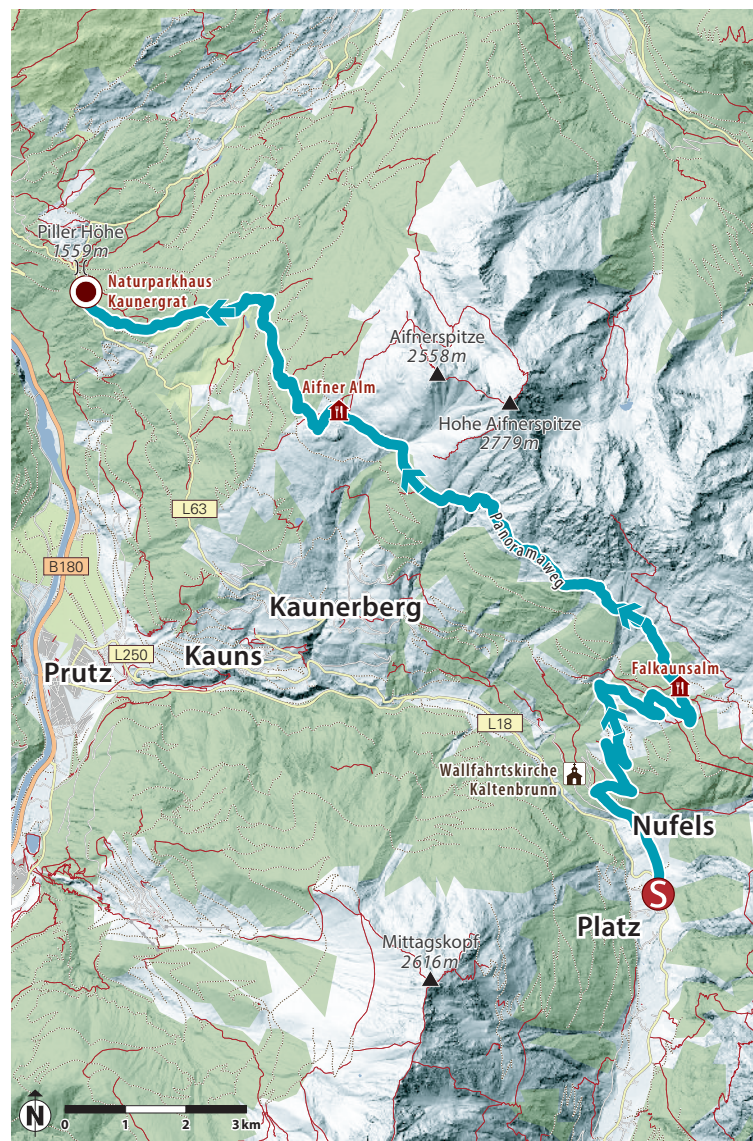 Piller Höhe
1559m
Naturparkhaus
Kaunergrat
Aifnerspitze
2558m
Aifner Alm
Hohe Aifnerspitze
2779m
L63
Panoramaweg
B180
Kaunerberg
Kauns
L250
Prutz
Falkaunsalm
L18
Wallfahrtskirche
Kaltenbrunn
Nufels
S
Platz
Mittagskopf
2616m
N
0 1 2 3 km